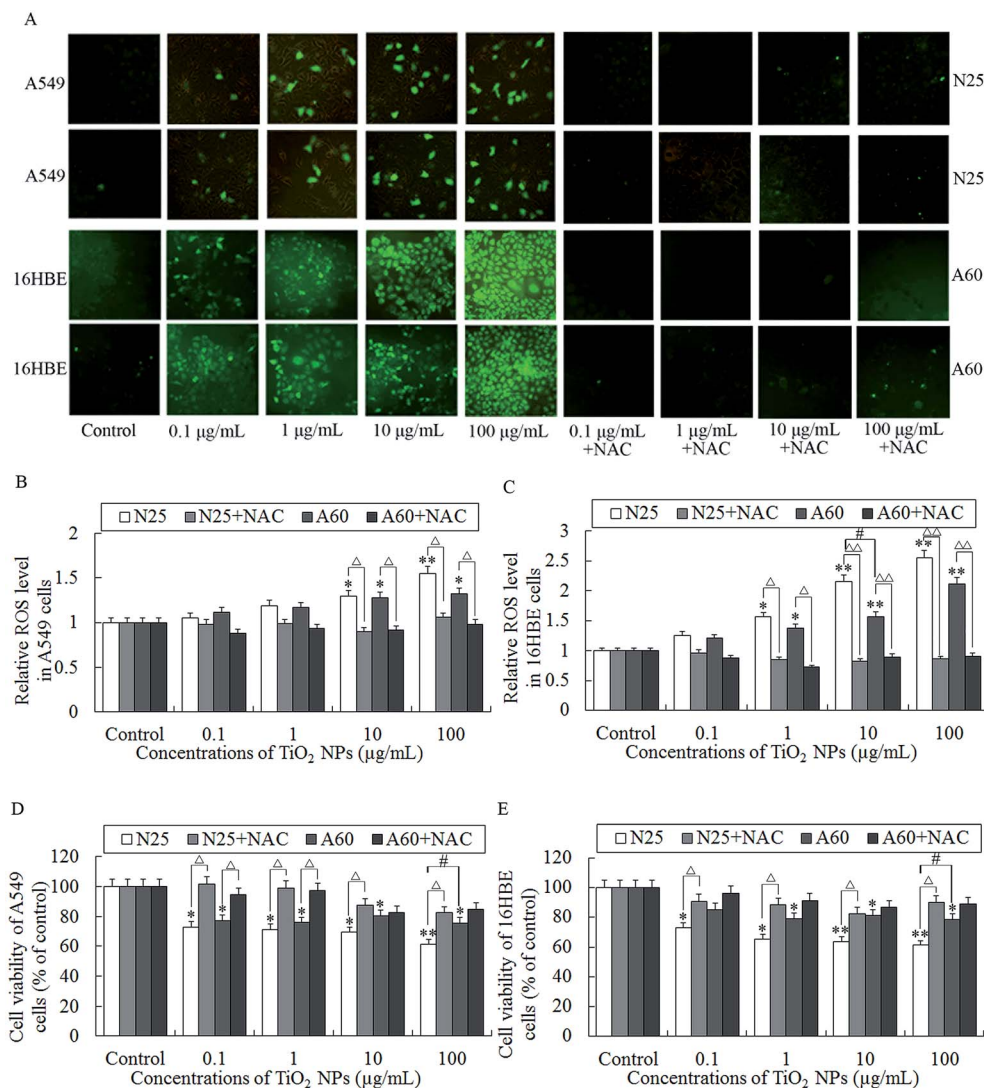 A
A549
N25
A549
N25
16HBE
A60
16HBE
A60
Control 0.1 μg/mL 1 μg/mL 10 μg/mL 100 μg/mL 0.1 μg/mL 1 μg/mL 10 μg/mL 100 μg/mL
+NAC +NAC +NAC +NAC
B
N25 N25+NAC A60 A60+NAC
Relative ROS level
in A549 cells
2
1.5
1
0.5
0
△ △ △ △
* * ** *
Control 0.1 1 10 100
Concentrations of TiO2 NPs (μg/mL)
C
N25 N25+NAC A60 A60+NAC
Relative ROS level
in 16HBE cells
3
2.5
2
1.5
1
0.5
0
#
△ △ △△ △△ △△ △△
* * ** ** ** **
Control 0.1 1 10 100
Concentrations of TiO2 NPs (μg/mL)
D
N25 N25+NAC A60 A60+NAC
Cell viability of A549
cells (% of control)
120
100
80
60
40
20
0
#
△ △ △ △ △ △
* * * * * * ** *
Control 0.1 1 10 100
Concentrations of TiO2 NPs (μg/mL)
E
N25 N25+NAC A60 A60+NAC
Cell viability of 16HBE
cells (% of control)
120
100
80
60
40
20
0
#
△ △ △ △
* * * ** * ** *
Control 0.1 1 10 100
Concentrations of TiO2 NPs (μg/mL)